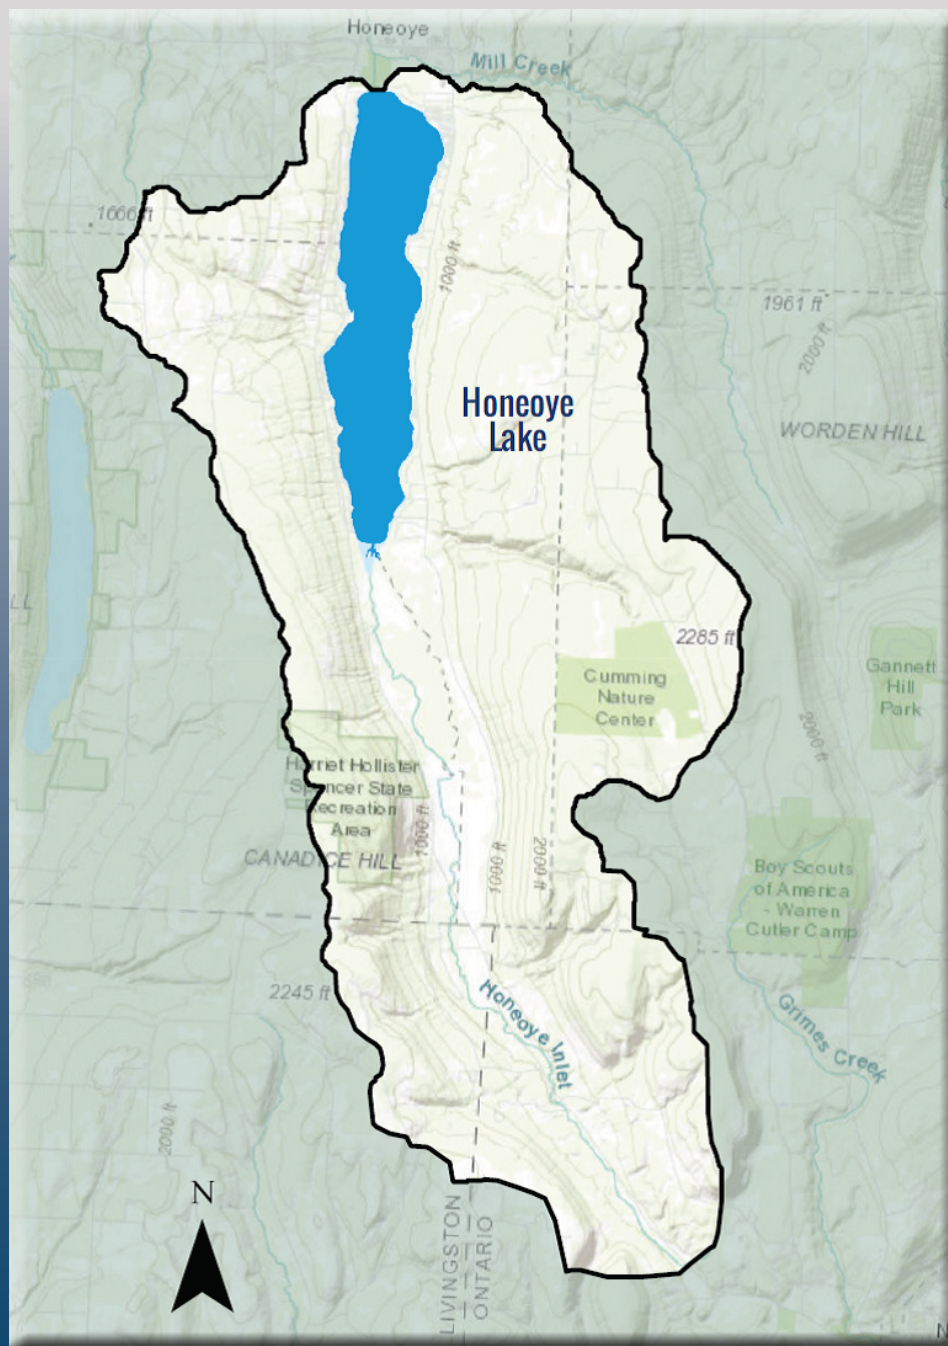 Honeoye
Mill Creek
1666 ft
1000 ft
1961 ft
2000 ft
Honeoye
Lake
WORDEN HILL
LL
2285 ft
Cumming
Nature
Center
Gannett
Hill
Park
2000 ft
Harriet Hollister
Spencer State
Recreation
Area
1000 ft
CANADICE HILL
1000 ft
2000 ft
Boy Scouts
of America
- Warren
Cutler Camp
2245 ft
Honeoye Inlet
Grimes Creek
2000 ft
N
LIVINGSTON
ONTARIO
N